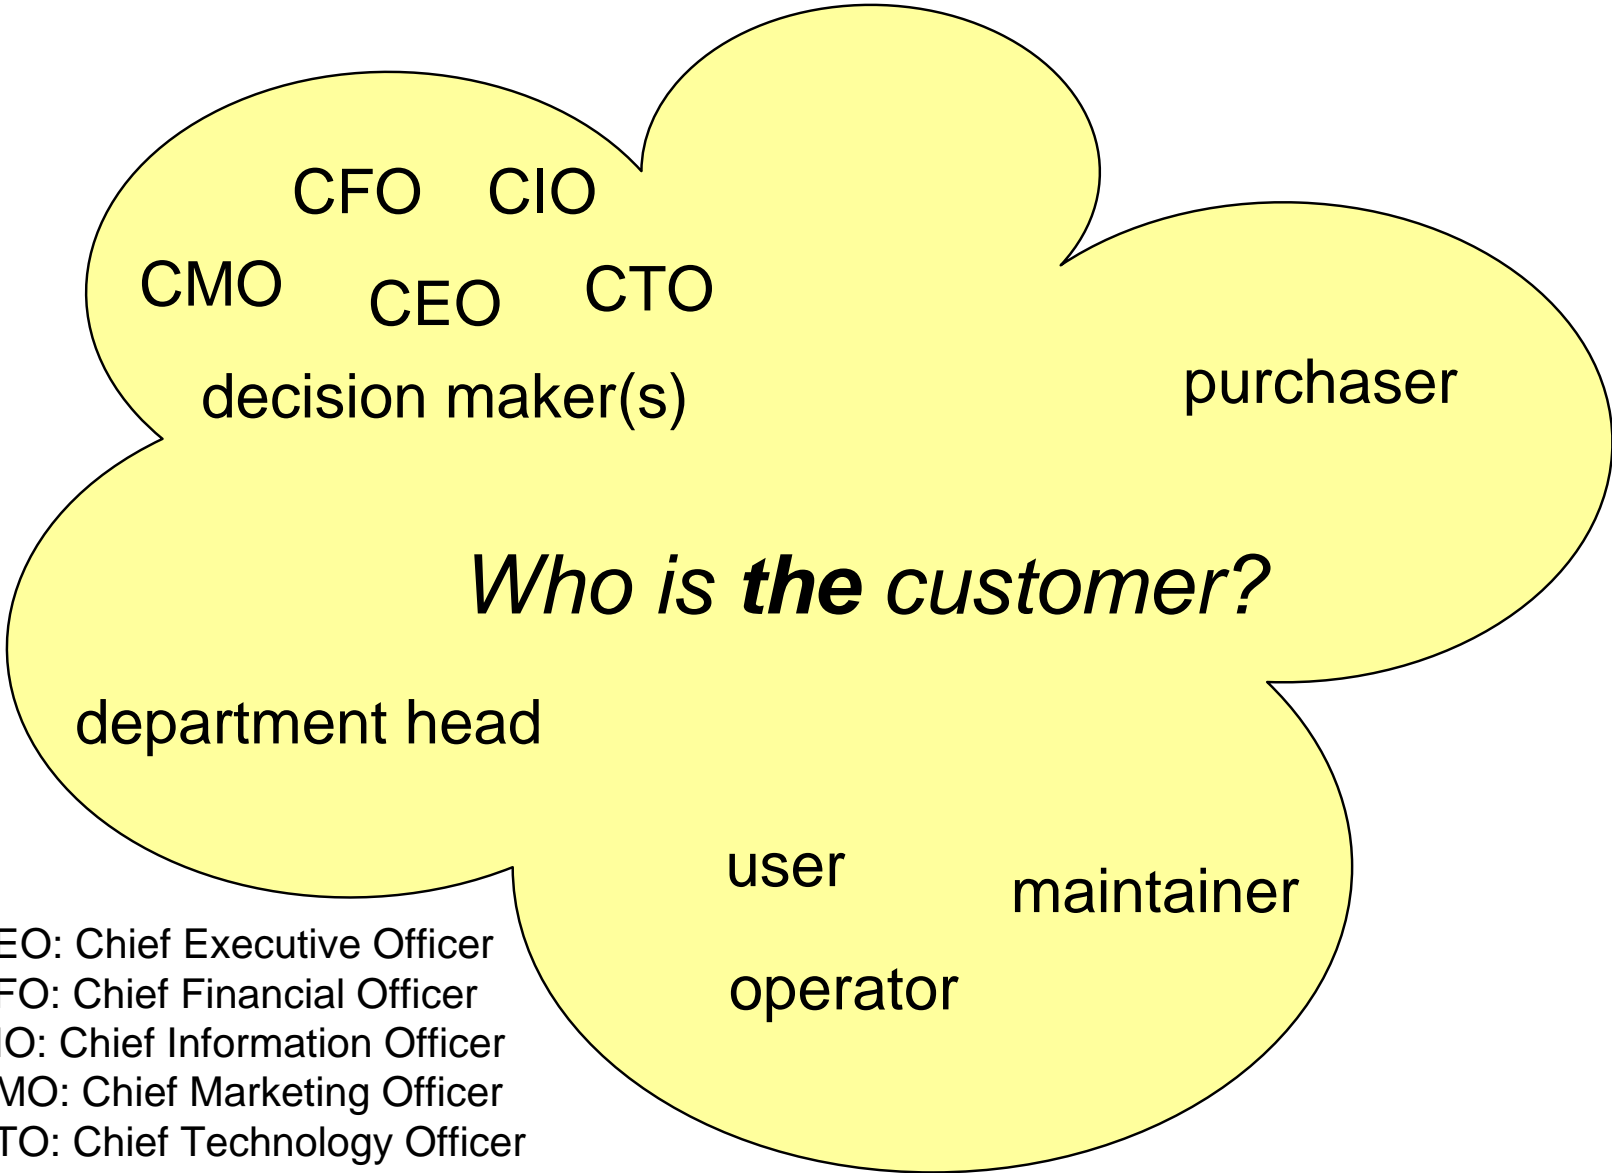 CFO CIO
CMO CEO CTO
decision maker(s)
purchaser
Who is the customer?
department head
user
maintainer
operator
EO: Chief Executive Officer
FO: Chief Financial Officer
IO: Chief Information Officer
MO: Chief Marketing Officer
TO: Chief Technology Officer